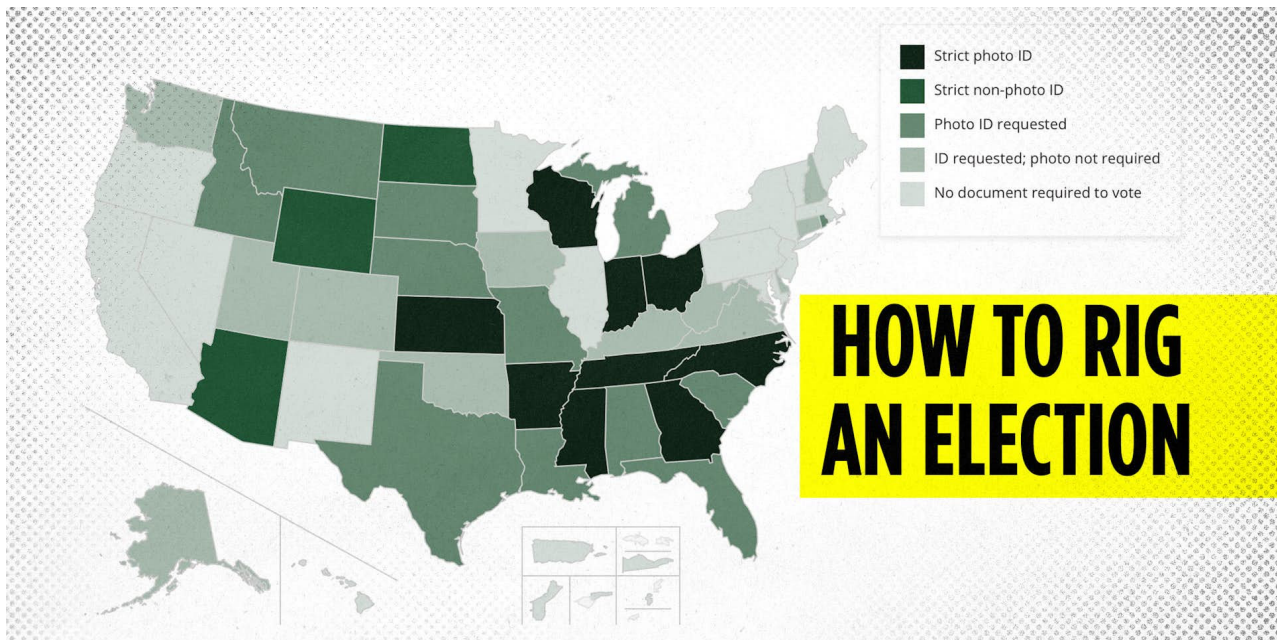 Strict photo ID
Strict non-photo ID
Photo ID requested
ID requested; photo not required
No document required to vote
HOW TO RIG
AN ELECTION